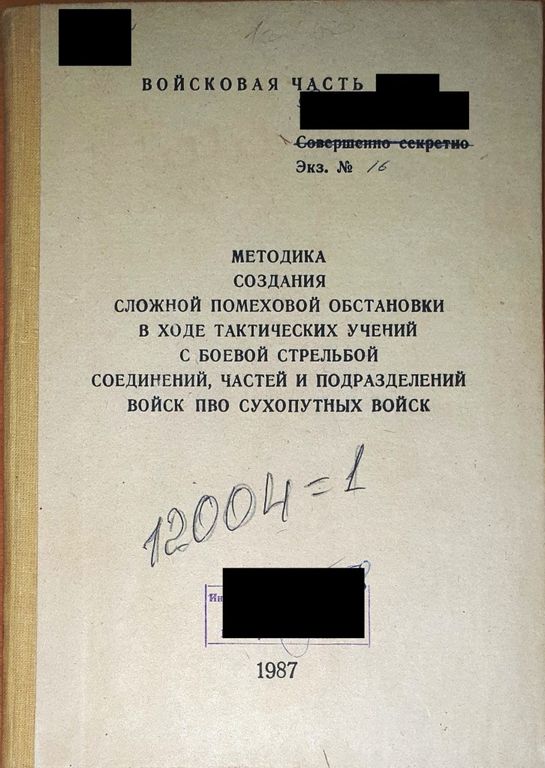 ВОЙСКОВАЯ ЧАСТЬ
Совершенно секретно
Экз. № 16
МЕТОДИКА
СОЗДАНИЯ
СЛОЖНОЙ ПОМЕХОВОЙ ОБСТАНОВКИ
В ХОДЕ ТАКТИЧЕСКИХ УЧЕНИЙ
С БОЕВОЙ СТРЕЛЬБОЙ
СОЕДИНЕНИЙ, ЧАСТЕЙ И ПОДРАЗДЕЛЕНИЙ
ВОЙСК ПВО СУХОПУТНЫХ ВОЙСК
12004=1
1987